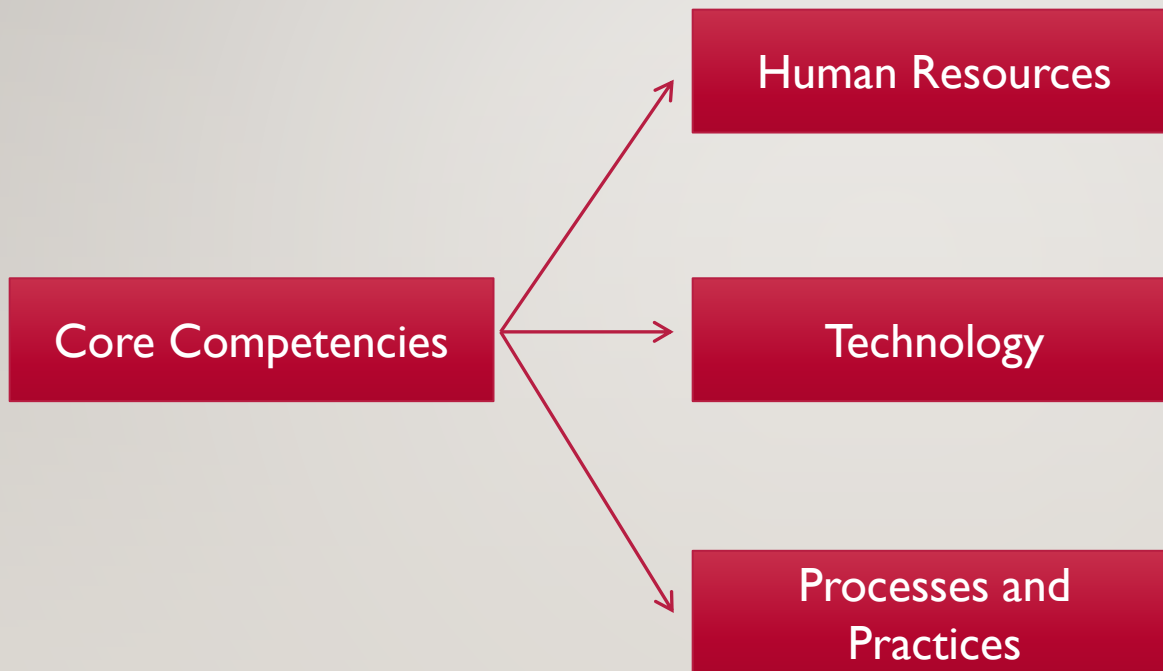 Human Resources
Core Competencies
Technology
Processes and
Practices